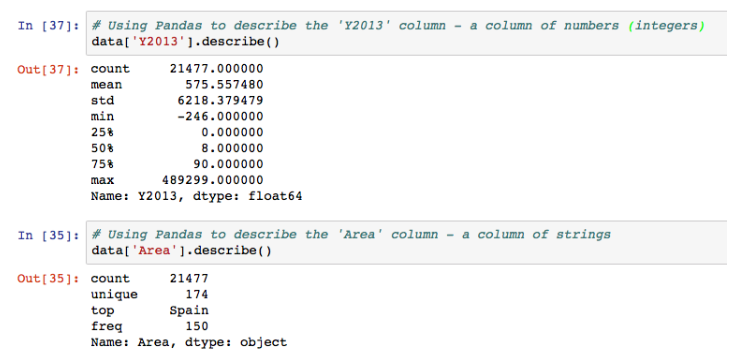 In [37]: # Using Pandas to describe the 'Y2013' column - a column of numbers (integers)
data['Y2013'].describe()
Out[37]: count 21477.000000
mean 575.557480
std 6218.379479
min -246.000000
25% 0.000000
50% 8.000000
75% 90.000000
max 489299.000000
Name: Y2013, dtype: float64
In [35]: # Using Pandas to describe the 'Area' column - a column of strings
data['Area'].describe()
Out[35]: count 21477
unique 174
top Spain
freq 150
Name: Area, dtype: object